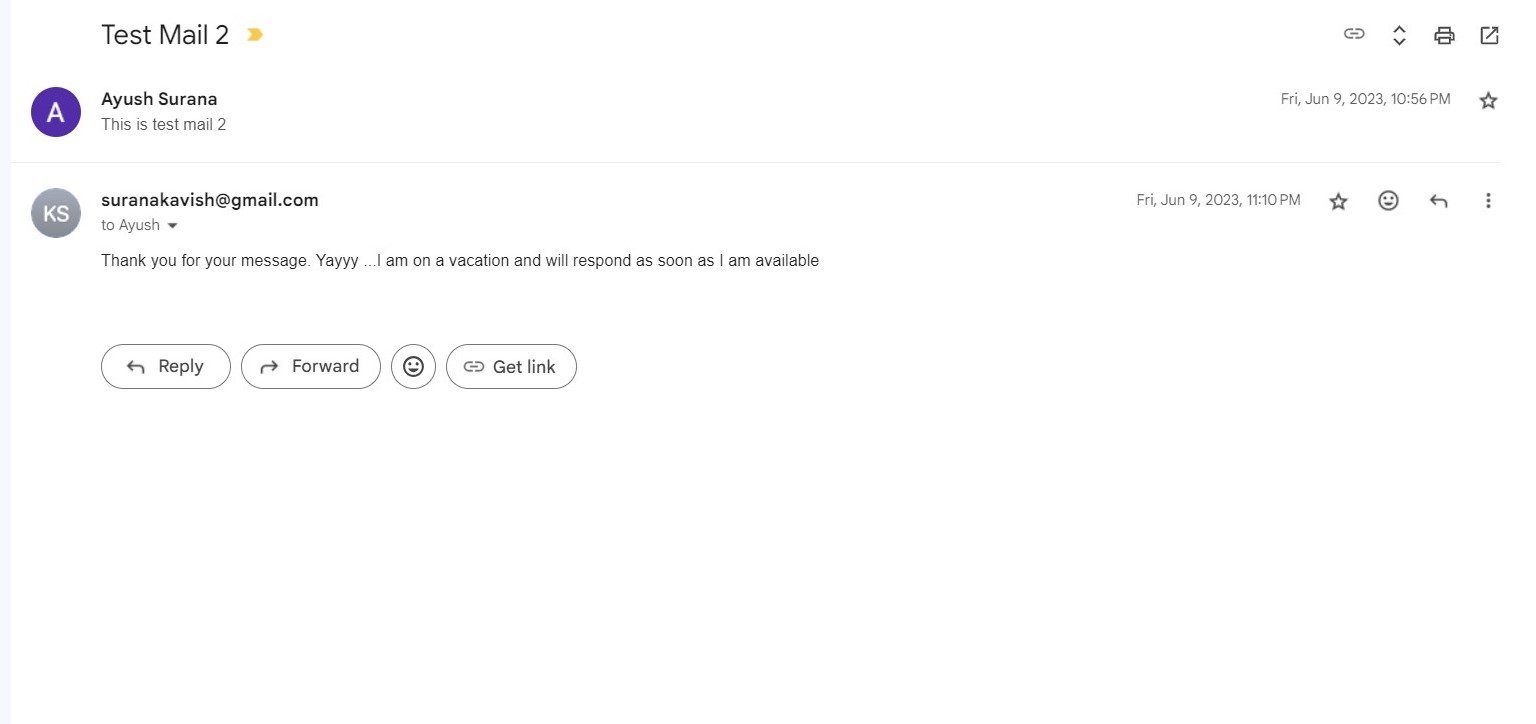 Test Mail 2
A
Ayush Surana
Fri, Jun 9, 2023, 10:56 PM
This is test mail 2
KS
suranakavish@gmail.com
Fri, Jun 9, 2023, 11:10 PM
to Ayush
Thank you for your message. Yayyy ...I am on a vacation and will respond as soon as I am available
Reply
Forward
Get link